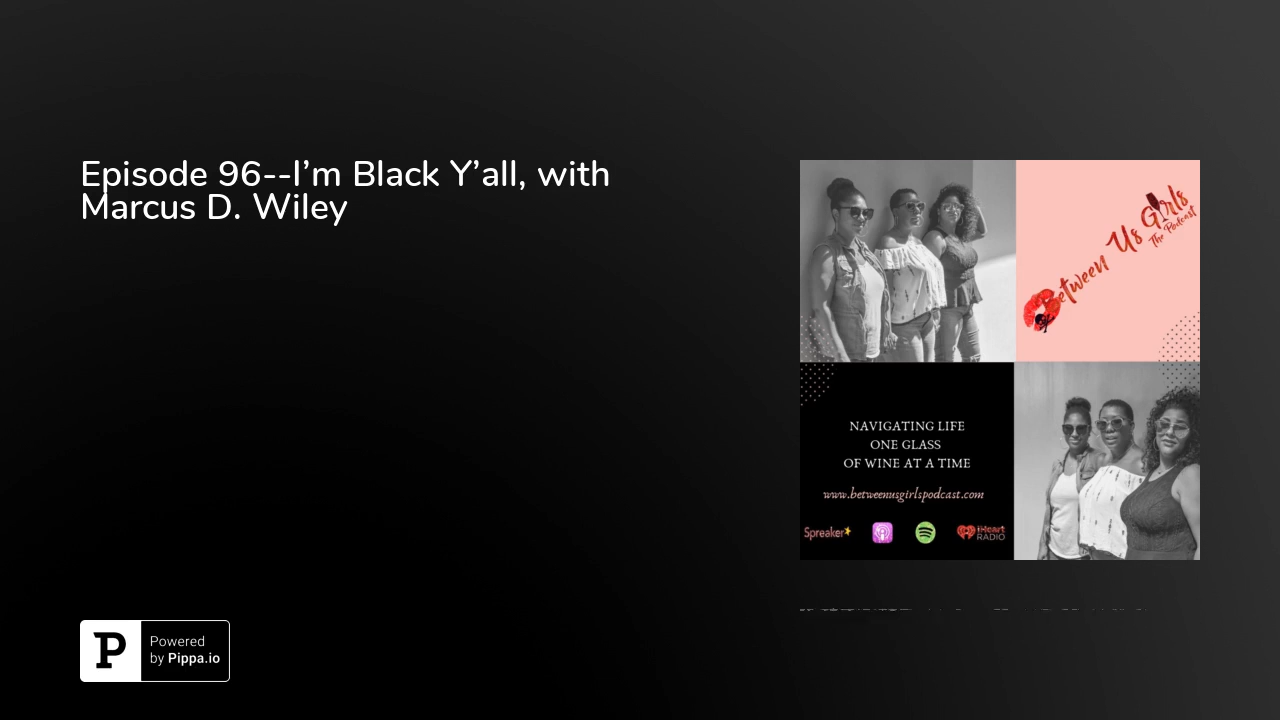 Episode 96--I’m Black Y’all, with
Marcus D. Wiley
Between Us Girls
The Podcast
NAVIGATING LIFE
ONE GLASS
OF WINE AT A TIME
www.betweenusgirlspodcast.com
Spreaker
iHeart
RADIO
P
Powered
by Pippa.io